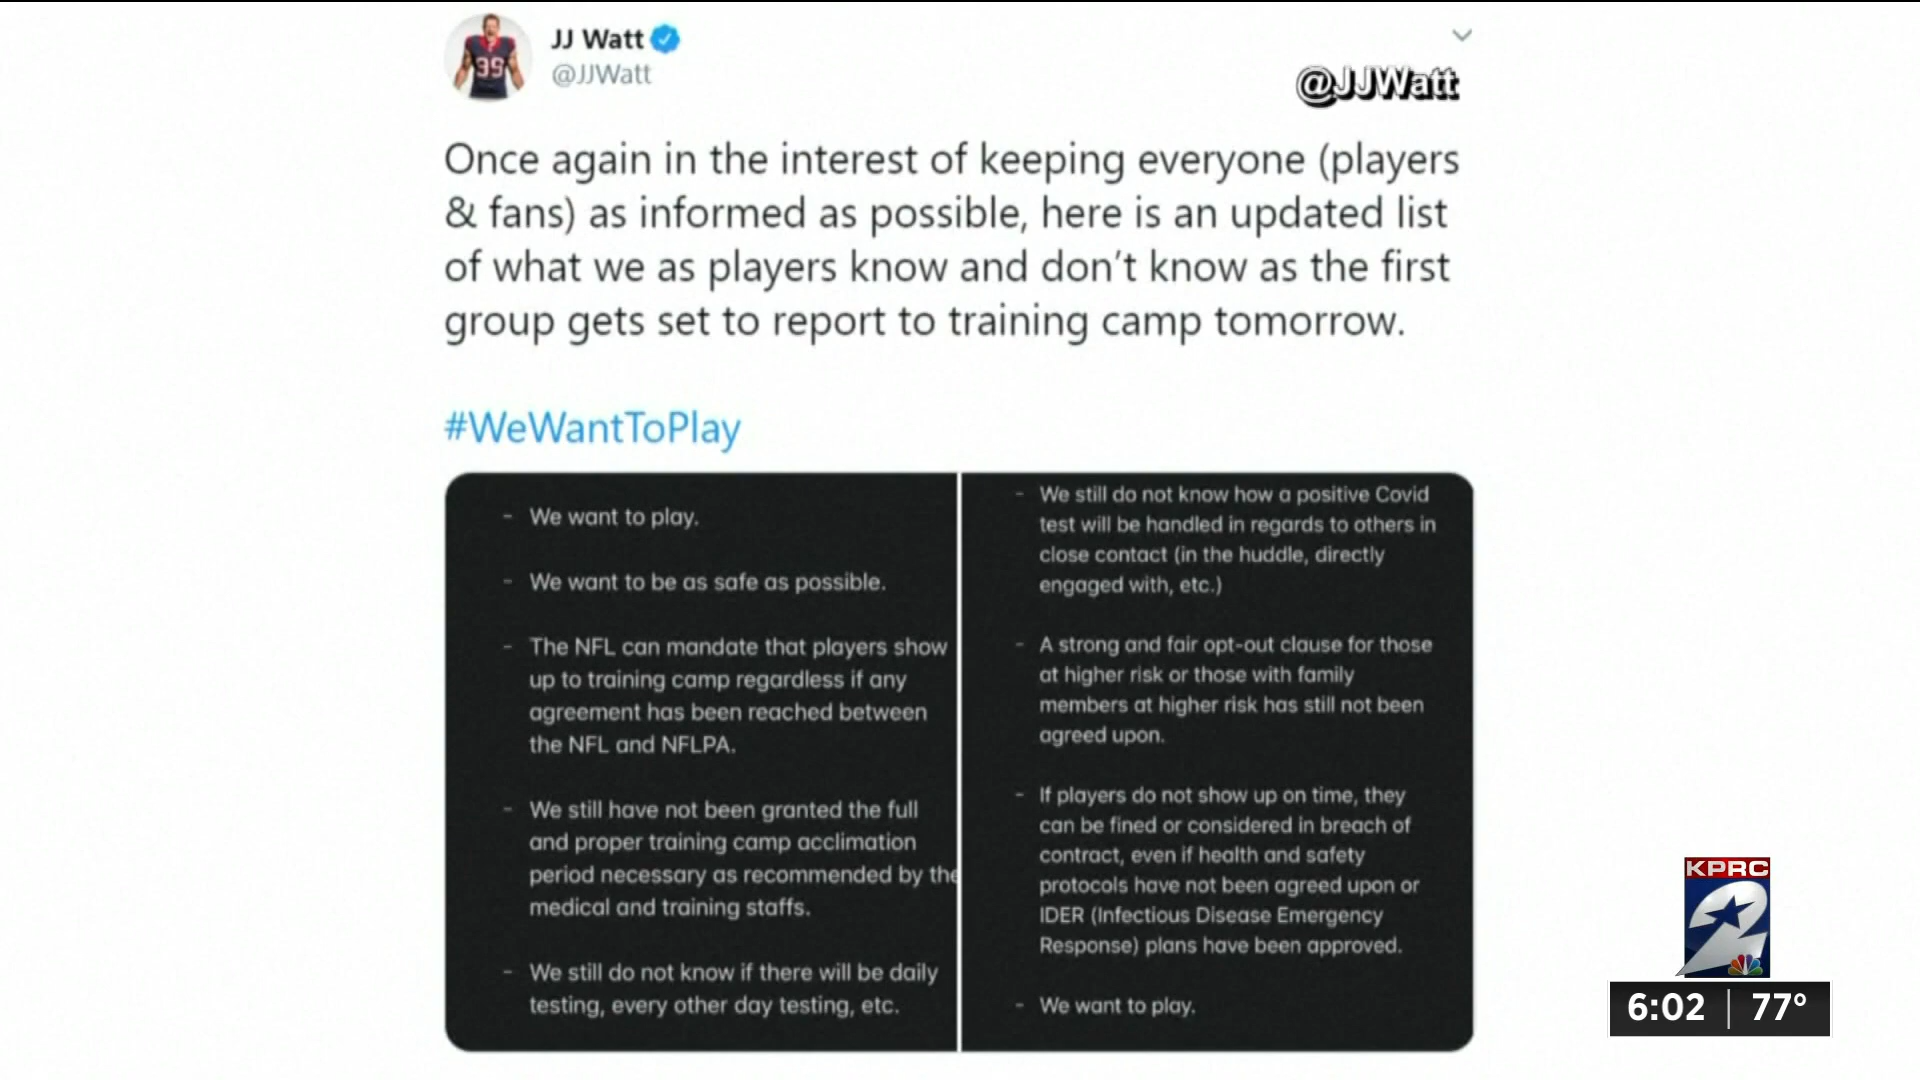 JJ Watt
@JJWatt
@JJWatt
99
Once again in the interest of keeping everyone (players
& fans) as informed as possible, here is an updated list
of what we as players know and don't know as the first
group gets set to report to training camp tomorrow.
#WeWantToPlay
- We want to play.
- We want to be as safe as possible.
- The NFL can mandate that players show
up to training camp regardless if any
agreement has been reached between
the NFL and NFLPA.
- We still have not been granted the full
and proper training camp acclimation
period necessary as recommended by the
medical and training staffs.
- We still do not know if there will be daily
testing, every other day testing, etc.
- We still do not know how a positive Covid
test will be handled in regards to others in
close contact (in the huddle, directly
engaged with, etc.)
- A strong and fair opt-out clause for those
at higher risk or those with family
members at higher risk has still not been
agreed upon.
- If players do not show up on time, they
can be fined or considered in breach of
contract, even if health and safety
protocols have not been agreed upon or
IDER (Infectious Disease Emergency
Response) plans have been approved.
- We want to play.
KPRC
2
6:02 | 77°